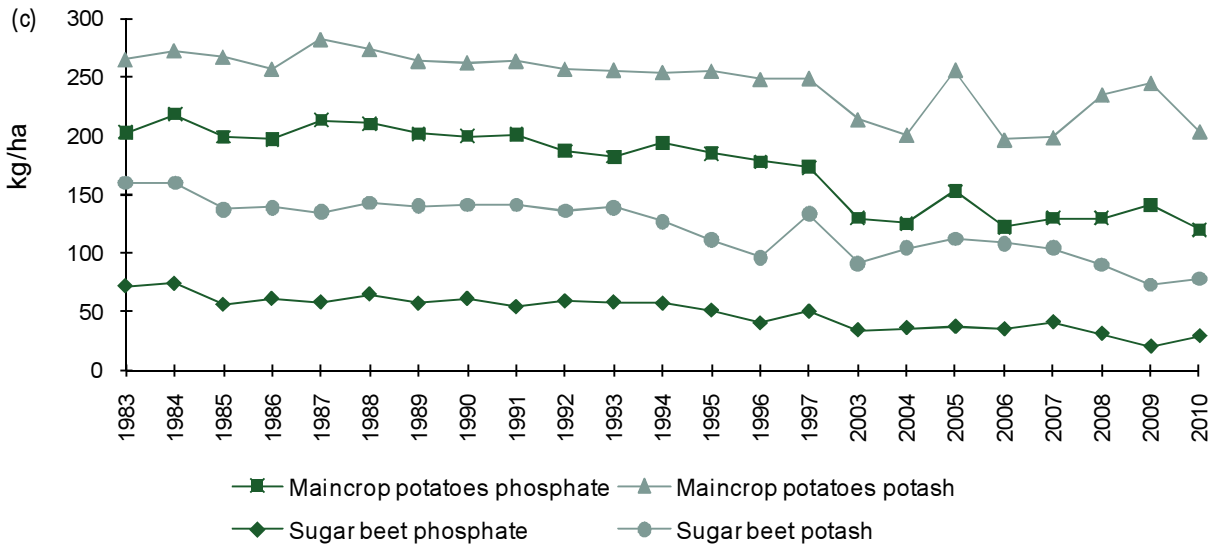 (c)
300
250
200
150
100
50
0
kg/ha
1983 1984 1985 1986 1987 1988 1989 1990 1991 1992 1993 1994 1995 1996 1997 2003 2004 2005 2006 2007 2008 2009 2010
Maincrop potatoes phosphate Maincrop potatoes potash
Sugar beet phosphate Sugar beet potash